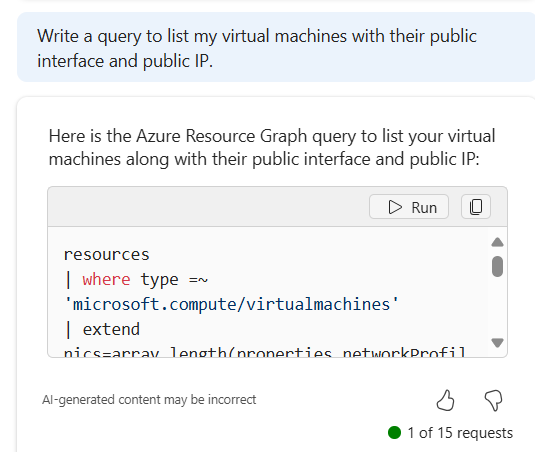 Write a query to list my virtual machines with their public
interface and public IP.
Here is the Azure Resource Graph query to list your virtual
machines along with their public interface and public IP:
Run
resources
| where type =~
'microsoft.compute/virtualmachines'
| extend
nics=array_length(properties.networkProfil
AI-generated content may be incorrect
1 of 15 requests